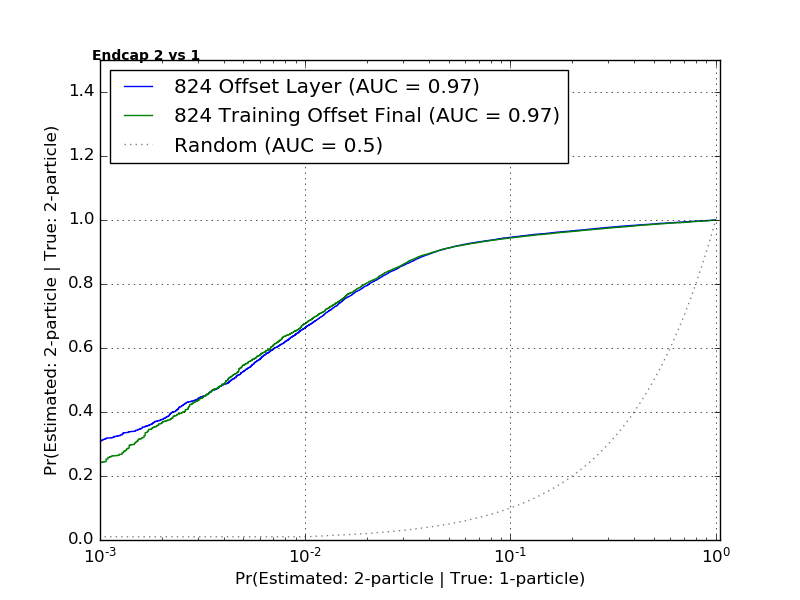 Endcap 2 vs 1
824 Offset Layer (AUC = 0.97)
824 Training Offset Final (AUC = 0.97)
Random (AUC = 0.5)
Pr(Estimated: 2-particle | True: 2-particle)
1.4
1.2
1.0
0.8
0.6
0.4
0.2
0.0
10^-3 10^-2 10^-1 10^0
Pr(Estimated: 2-particle | True: 1-particle)